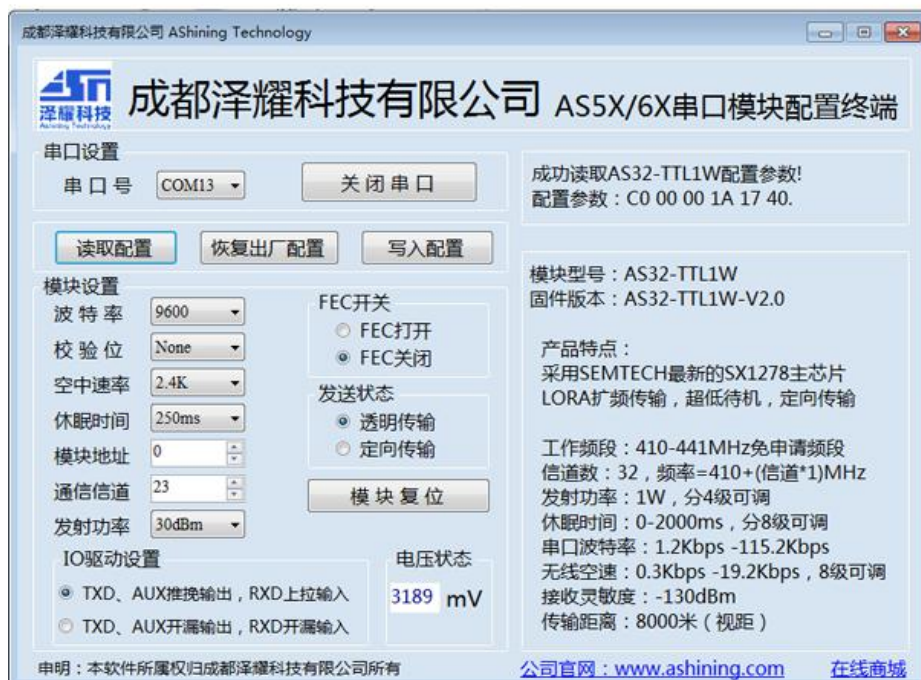 成都泽耀科技有限公司 AShining Technology
泽耀科技
Ashining Technology
成都泽耀科技有限公司 AS5X/6X串口模块配置终端
串口设置
串 口 号 COM13
关 闭 串 口
读取配置 恢复出厂配置 写入配置
模块设置
波 特 率 9600
校 验 位 None
空中速率 2.4K
休眠时间 250ms
模块地址 0
通信信道 23
发射功率 30dBm
FEC开关
FEC打开
FEC关闭
发送状态
透明传输
定向传输
模 块 复 位
IO驱动设置
TXD、AUX推挽输出，RXD上拉输入
TXD、AUX开漏输出，RXD开漏输入
电压状态
3189 mV
成功读取AS32-TTL1W配置参数!
配置参数：C0 00 00 1A 17 40.
模块型号：AS32-TTL1W
固件版本：AS32-TTL1W-V2.0
产品特点：
采用SEMTECH最新的SX1278主芯片
LORA扩频传输，超低待机，定向传输
工作频段：410-441MHz免申请频段
信道数：32，频率=410+(信道*1)MHz
发射功率：1W，分4级可调
休眠时间：0-2000ms，分8级可调
串口波特率：1.2Kbps -115.2Kbps
无线空速：0.3Kbps -19.2Kbps，8级可调
接收灵敏度：-130dBm
传输距离：8000米（视距）
申明：本软件所属权归成都泽耀科技有限公司所有
公司官网：www.ashining.com 在线商城